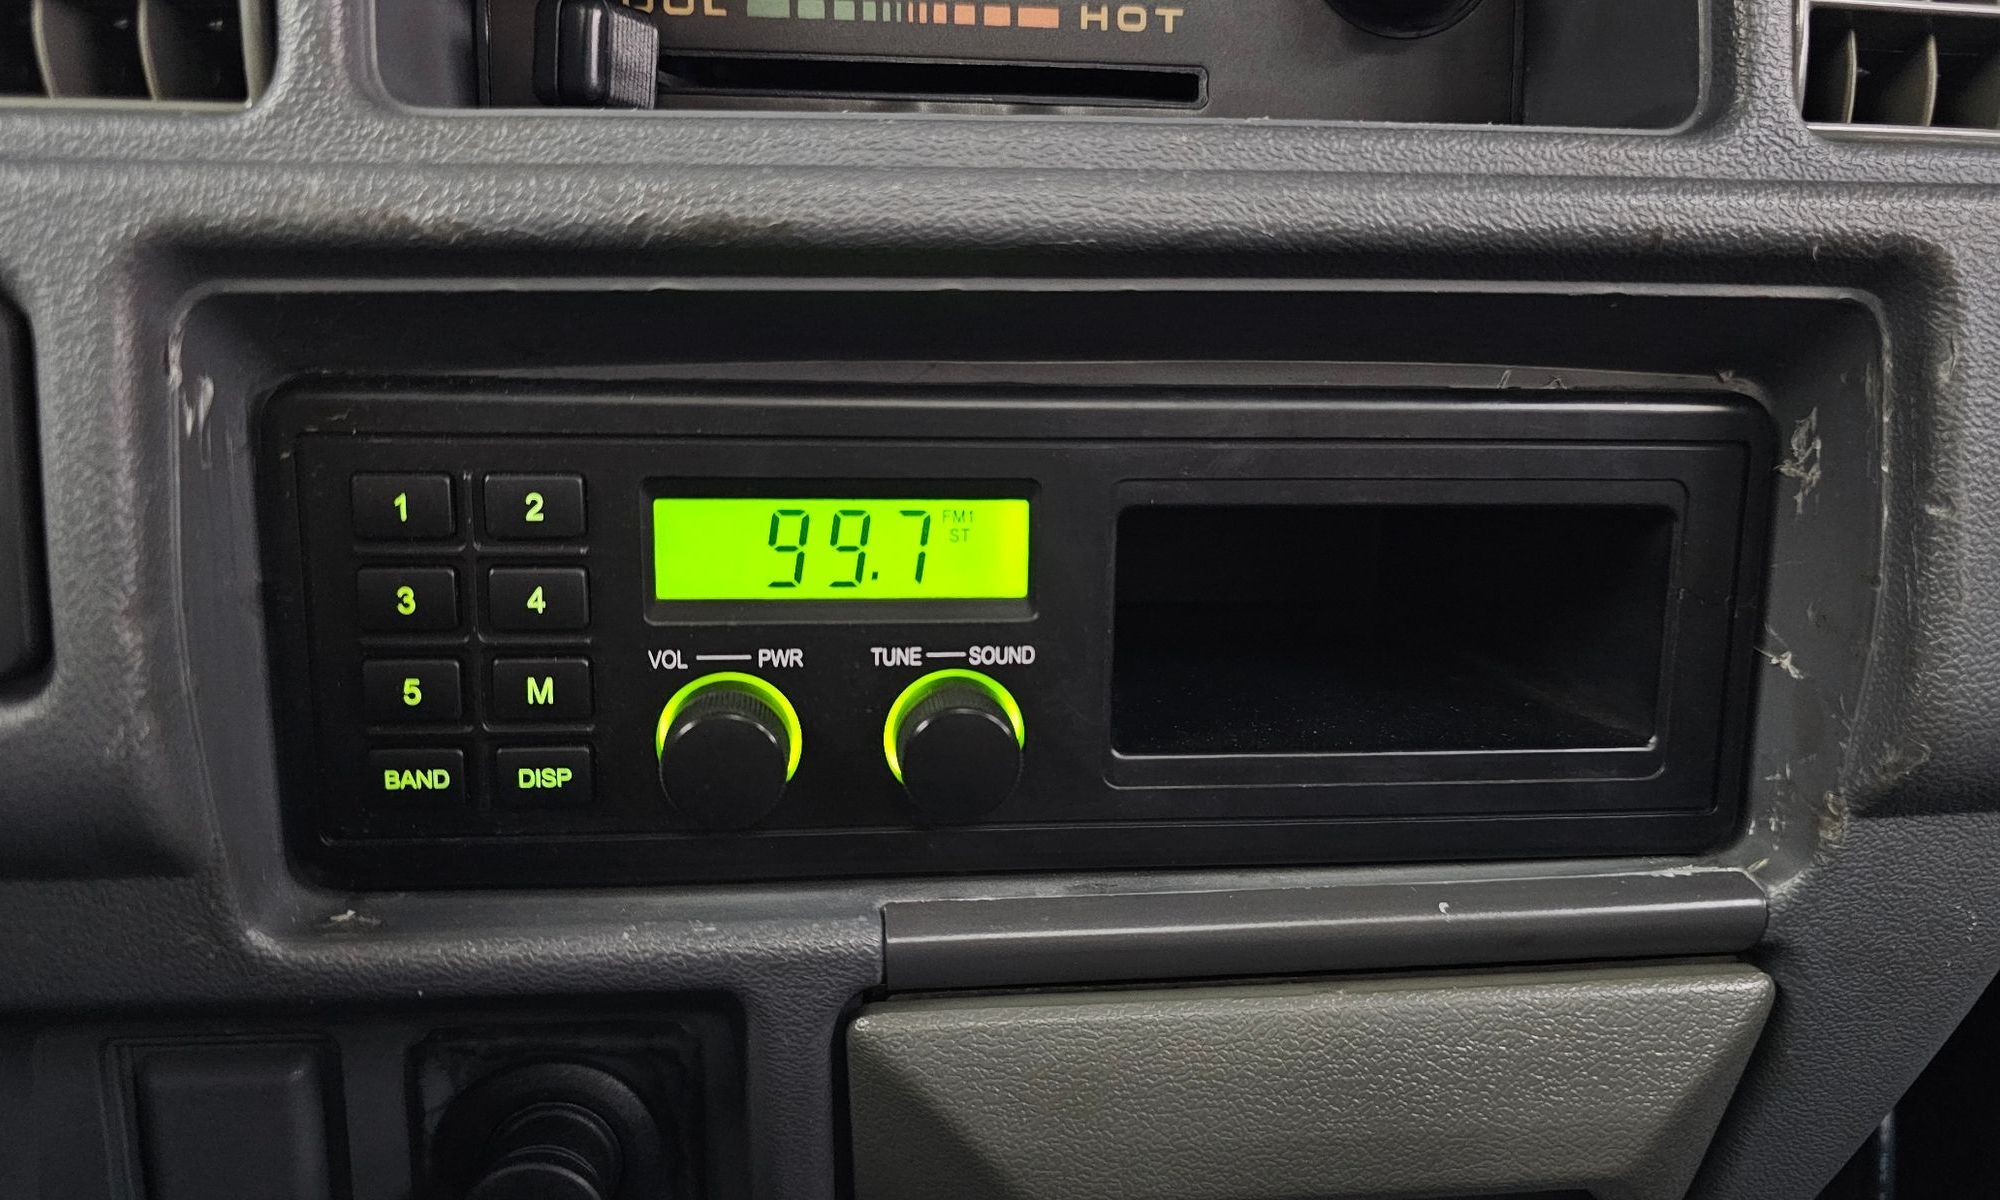 HOT
1 2
99.7 FM1
ST
3 4
VOL PWR TUNE SOUND
5 M
BAND DISP